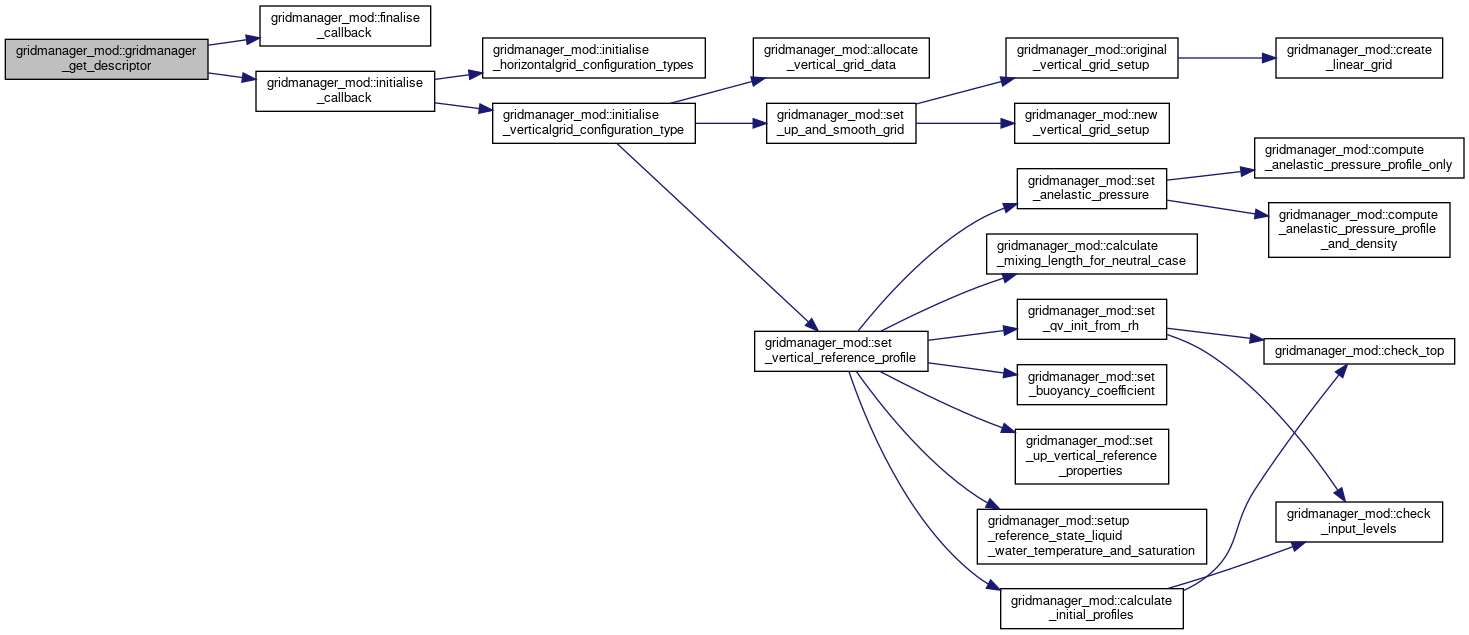 gridmanager_mod::gridmanager
_get_descriptor
gridmanager_mod::finalise
_callback
gridmanager_mod::initialise
_callback
gridmanager_mod::initialise
_horizontalgrid_configuration_types
gridmanager_mod::initialise
_verticalgrid_configuration_type
gridmanager_mod::allocate
_vertical_grid_data
gridmanager_mod::set
_up_and_smooth_grid
gridmanager_mod::original
_vertical_grid_setup
gridmanager_mod::create
_linear_grid
gridmanager_mod::new
_vertical_grid_setup
gridmanager_mod::set
_vertical_reference_profile
gridmanager_mod::set
_anelastic_pressure
gridmanager_mod::compute
_anelastic_pressure_profile_only
gridmanager_mod::compute
_anelastic_pressure_profile
_and_density
gridmanager_mod::calculate
_mixing_length_for_neutral_case
gridmanager_mod::set
_qv_init_from_rh
gridmanager_mod::check_top
gridmanager_mod::set
_buoyancy_coefficient
gridmanager_mod::set
_up_vertical_reference
_properties
gridmanager_mod::check
_input_levels
gridmanager_mod::setup
_reference_state_liquid
_water_temperature_and_saturation
gridmanager_mod::calculate
_initial_profiles